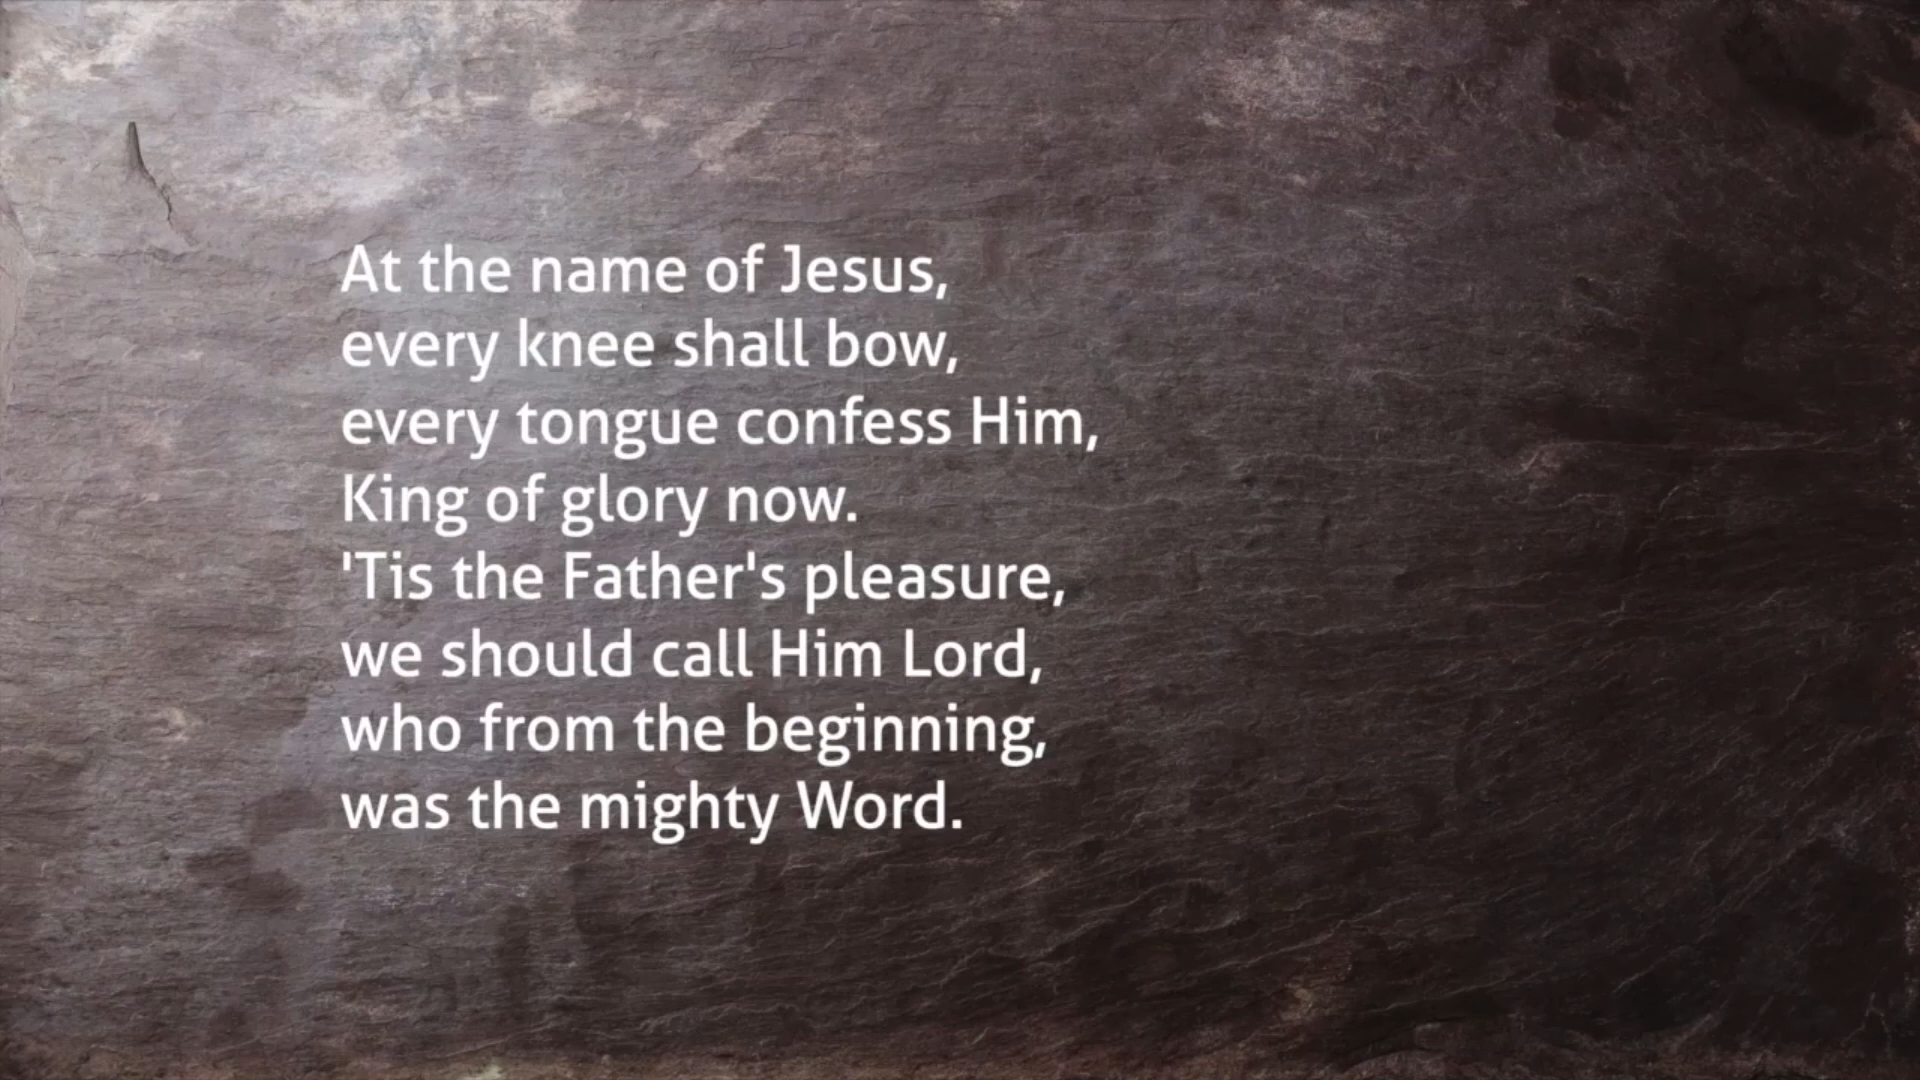 At the name of Jesus,
every knee shall bow,
every tongue confess Him,
King of glory now.
'Tis the Father's pleasure,
we should call Him Lord,
who from the beginning,
was the mighty Word.